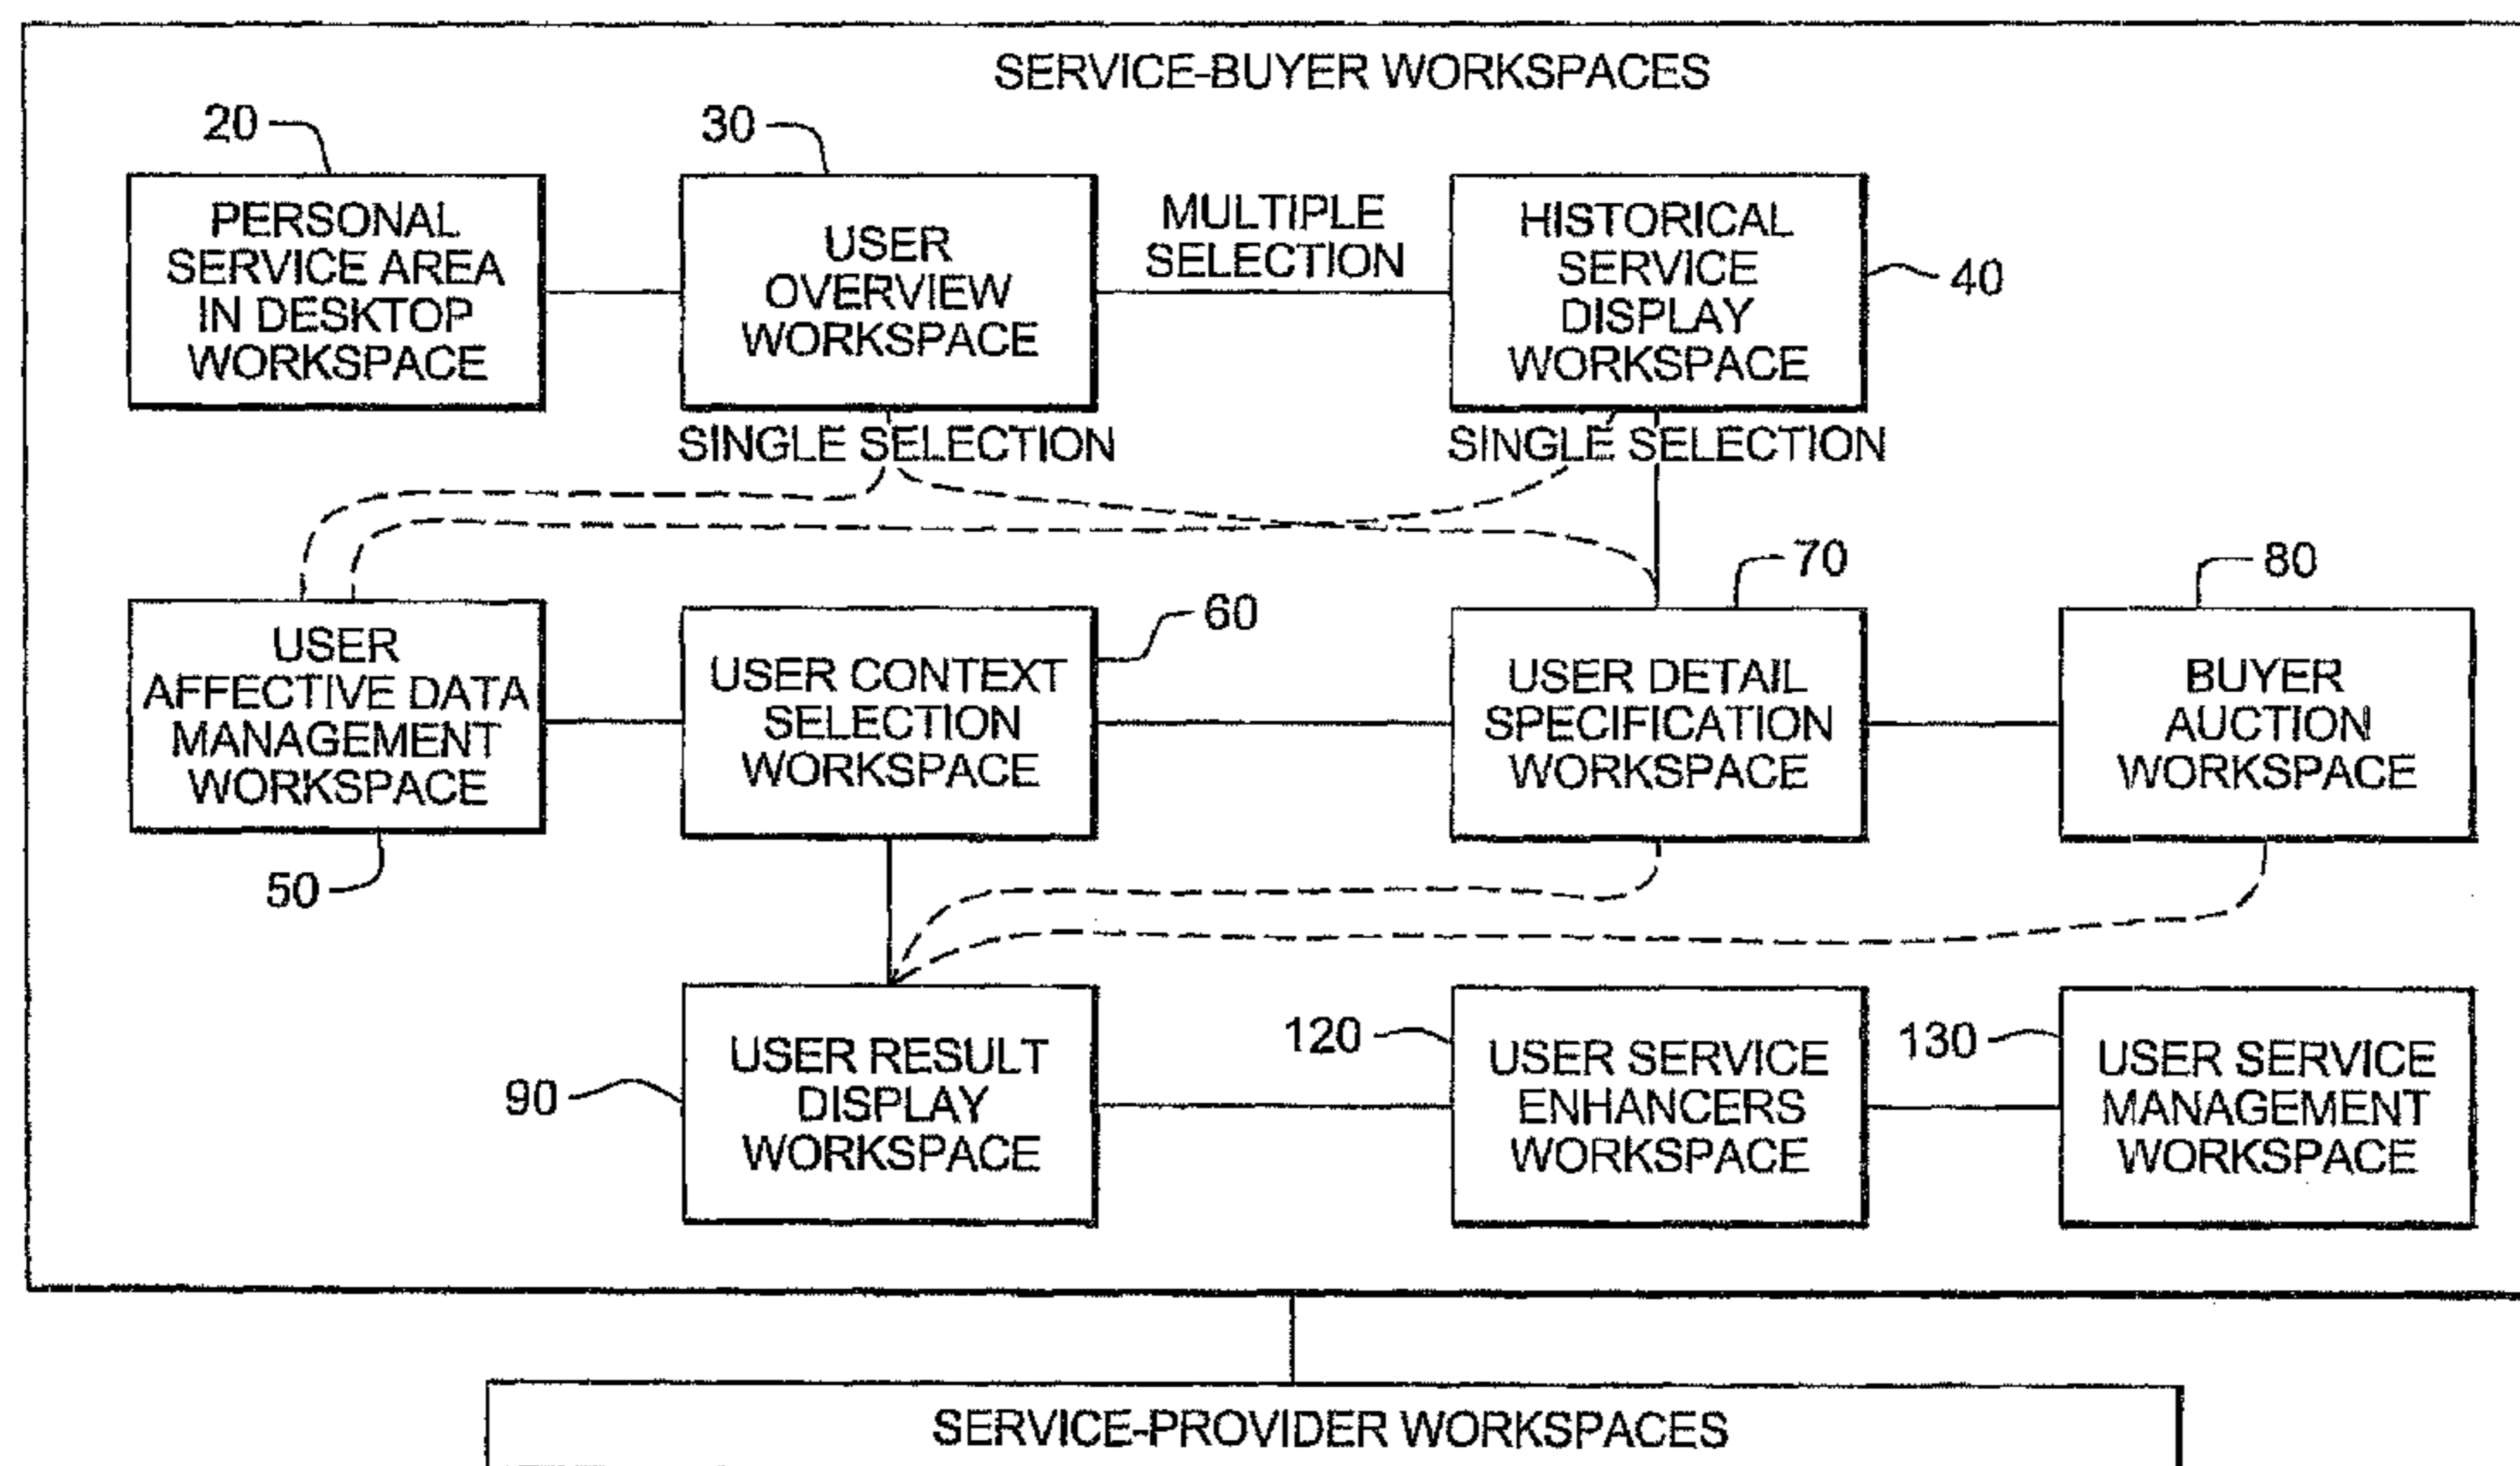 SERVICE-BUYER WORKSPACES
20
30
PERSONAL
SERVICE AREA
IN DESKTOP
WORKSPACE
USER
OVERVIEW
WORKSPACE
MULTIPLE
SELECTION
HISTORICAL
SERVICE
DISPLAY
WORKSPACE
40
SINGLE SELECTION
SINGLE SELECTION
USER
AFFECTIVE DATA
MANAGEMENT
WORKSPACE
50
60
USER CONTEXT
SELECTION
WORKSPACE
70
USER DETAIL
SPECIFICATION
WORKSPACE
80
BUYER
AUCTION
WORKSPACE
90
USER RESULT
DISPLAY
WORKSPACE
120
USER SERVICE
ENHANCERS
WORKSPACE
130
USER SERVICE
MANAGEMENT
WORKSPACE
SERVICE-PROVIDER WORKSPACES